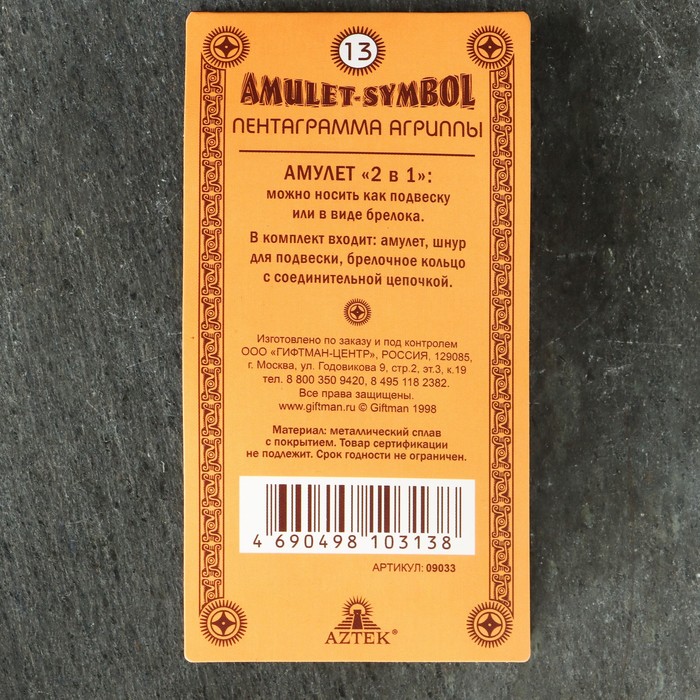 13
AMULET-SYMBOL
ПЕНТАГРАММА АГРИППЫ
АМУЛЕТ «2 в 1»:
можно носить как подвеску
или в виде брелока.
В комплект входит: амулет, шнур
для подвески, брелочное кольцо
с соединительной цепочкой.
Изготовлено по заказу и под контролем
ООО «ГИФТМАН-ЦЕНТР», РОССИЯ, 129085,
г. Москва, ул. Годовикова 9, стр.2, эт.3, к.19
тел. 8 800 350 9420, 8 495 118 2382.
Все права защищены.
www.giftman.ru © Giftman 1998
Материал: металлический сплав
с покрытием. Товар сертификации
не подлежит. Срок годности не ограничен.
4 690498 103138
АРТИКУЛ: 09033
AZTEK®